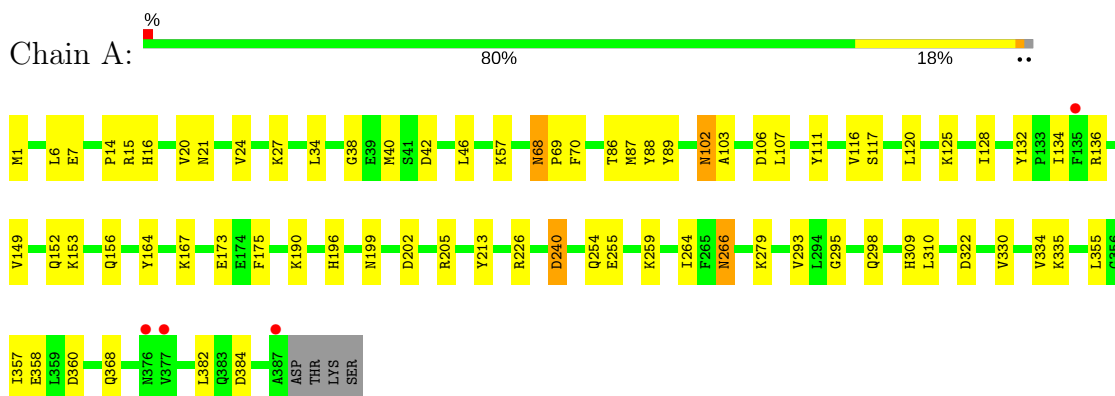 %
Chain A:
80% 18% ••
M1 L6 E7 P14 R15 H16 V20 N21 V24 K27 L34 G38 E39 M40 S41 D42 L46 K57 N68 P69 F70 T86 M87 Y88 Y89 N102 A103 D106 L107 Y111 V116 S117 L120 K125 I128 Y132 P133 I134 F135 R136
V149 Q152 K153 Q156 Y164 K167 E173 E174 F175 K190 H196 N199 D202 R205 Y213 R226 D240 Q254 E255 K259 I264 F265 N266 K279 V293 L294 G295 Q298 H309 L310 D322 V330 V334 K335 L355 G356
I357 E358 L359 D360 Q368 N376 V377 L382 Q383 D384 A387 ASP THR LYS SER